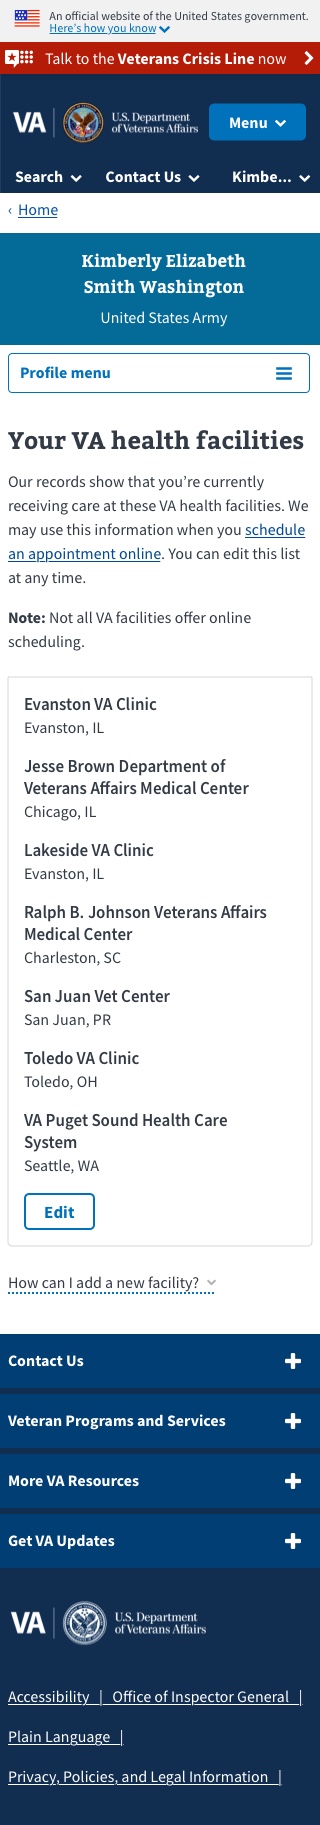 An official website of the United States government.
Here's how you know
Talk to the Veterans Crisis Line now
VA
U.S. Department
of Veterans Affairs
Menu
Search
Contact Us
Kimbe...
‹ Home
Kimberly Elizabeth
Smith Washington
United States Army
Profile menu
Your VA health facilities
Our records show that you're currently
receiving care at these VA health facilities. We
may use this information when you schedule
an appointment online. You can edit this list
at any time.
Note: Not all VA facilities offer online
scheduling.
Evanston VA Clinic
Evanston, IL
Jesse Brown Department of
Veterans Affairs Medical Center
Chicago, IL
Lakeside VA Clinic
Evanston, IL
Ralph B. Johnson Veterans Affairs
Medical Center
Charleston, SC
San Juan Vet Center
San Juan, PR
Toledo VA Clinic
Toledo, OH
VA Puget Sound Health Care
System
Seattle, WA
Edit
How can I add a new facility?
Contact Us
Veteran Programs and Services
More VA Resources
Get VA Updates
VA
U.S. Department
of Veterans Affairs
Accessibility | Office of Inspector General |
Plain Language |
Privacy, Policies, and Legal Information |